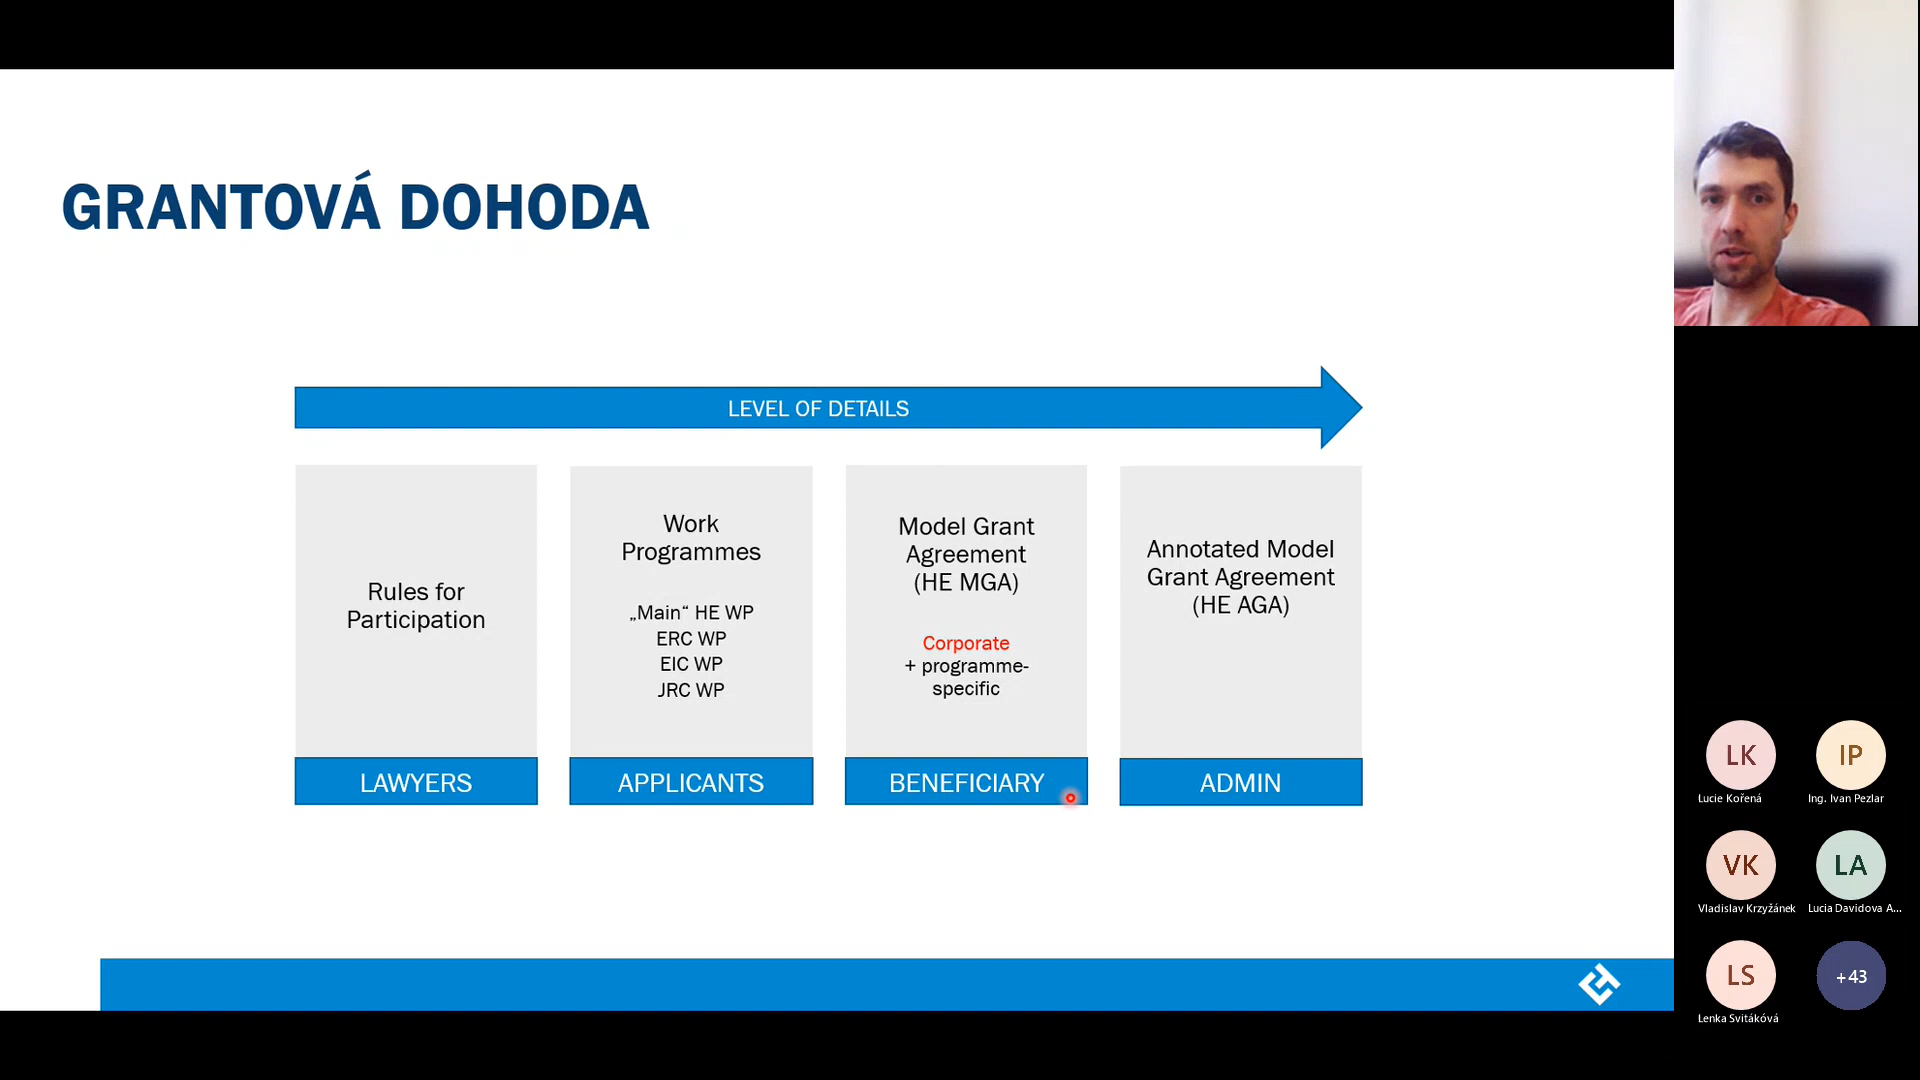 GRANTOVÁ DOHODA
LEVEL OF DETAILS
Rules for
Participation
LAWYERS
Work
Programmes
„Main“ HE WP
ERC WP
EIC WP
JRC WP
APPLICANTS
Model Grant
Agreement
(HE MGA)
Corporate
+ programme-
specific
BENEFICIARY
Annotated Model
Grant Agreement
(HE AGA)
ADMIN
LK
Lucie Kořená
IP
Ing. Ivan Pezlar
VK
Vladislav Krzyžánek
LA
Lucia Davidova A...
LS
Lenka Svitáková
+43